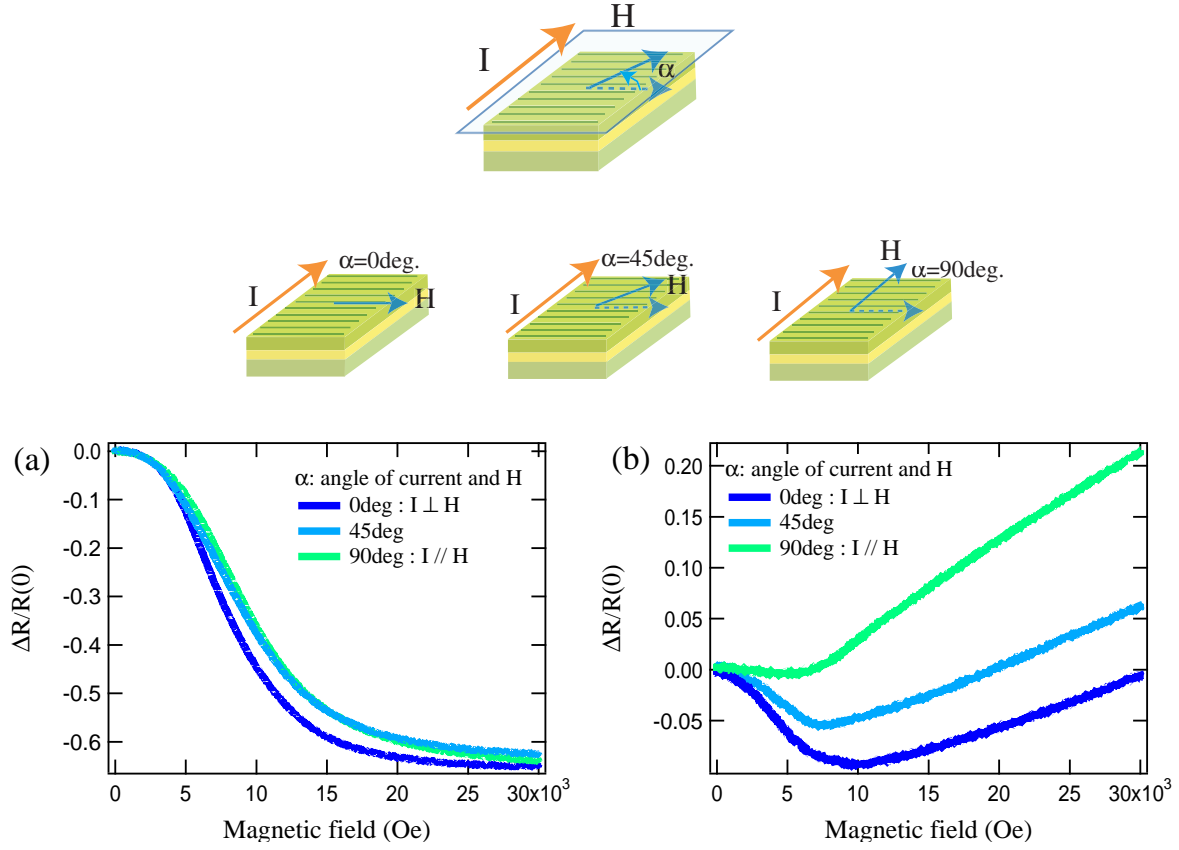 H
I
α
α=0deg.
I
H
α=45deg.
I
H
H
α=90deg.
I
(a)
α: angle of current and H
0deg : I ⊥ H
45deg
90deg : I // H
0.0
-0.1
-0.2
-0.3
-0.4
-0.5
-0.6
ΔR/R(0)
0 5 10 15 20 25 30x10³
Magnetic field (Oe)
(b)
α: angle of current and H
0deg : I ⊥ H
45deg
90deg : I // H
0.20
0.15
0.10
0.05
0.00
-0.05
ΔR/R(0)
0 5 10 15 20 25 30x10³
Magnetic field (Oe)